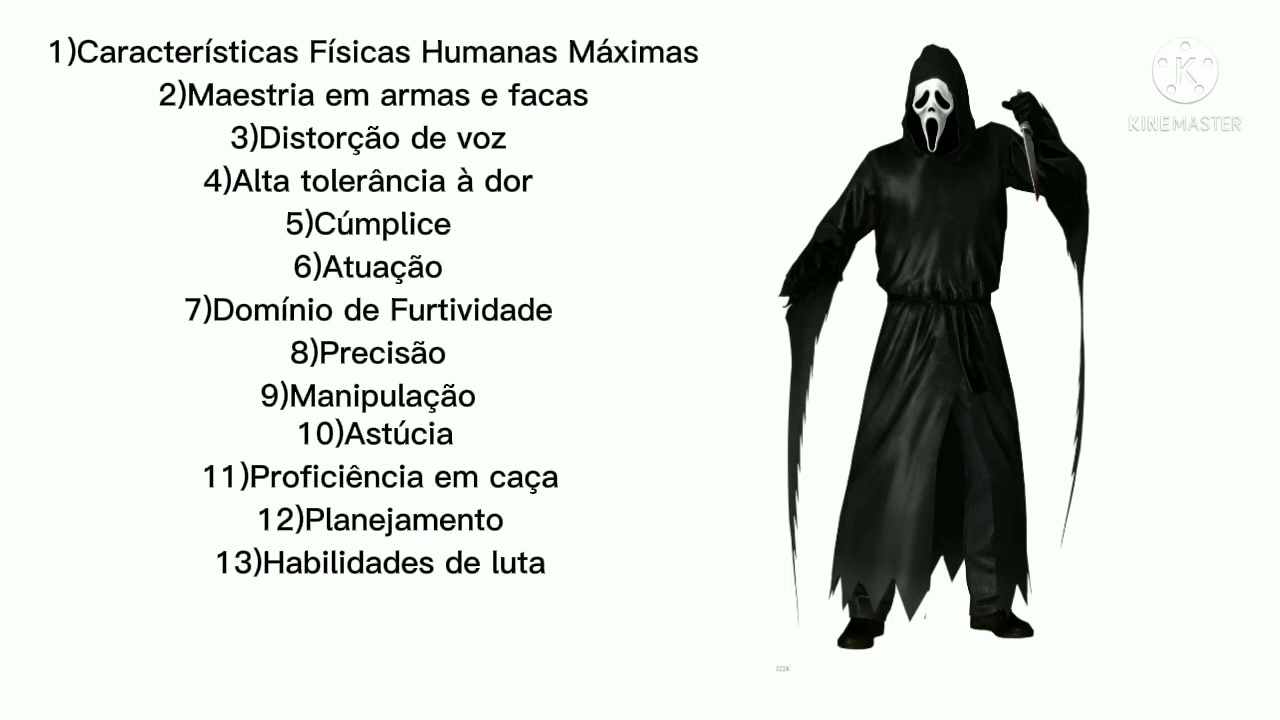 1)Características Físicas Humanas Máximas
2)Maestria em armas e facas
3)Distorção de voz
4)Alta tolerância à dor
5)Cúmplice
6)Atuação
7)Domínio de Furtividade
8)Precisão
9)Manipulação
10)Astúcia
11)Proficiência em caça
12)Planejamento
13)Habilidades de luta
K
KINEMASTER